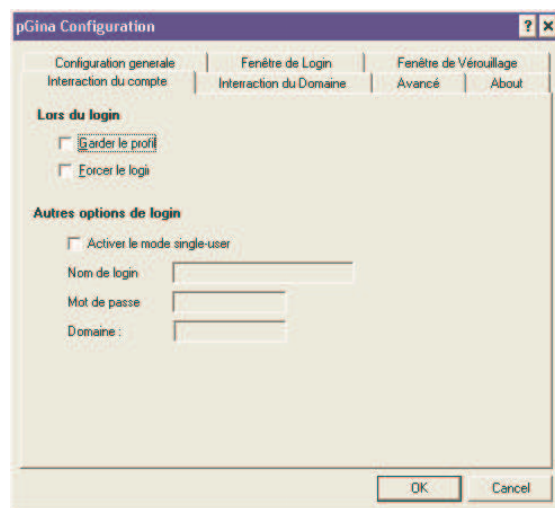 pGina Configuration
Configuration generale
Fenêtre de Login
Fenêtre de Vérouillage
Interraction du compte
Interraction du Domaine
Avancé
About
Lors du login
Garder le profil
Forcer le login
Autres options de login
Activer le mode single-user
Nom de login
Mot de passe
Domaine :
OK
Cancel